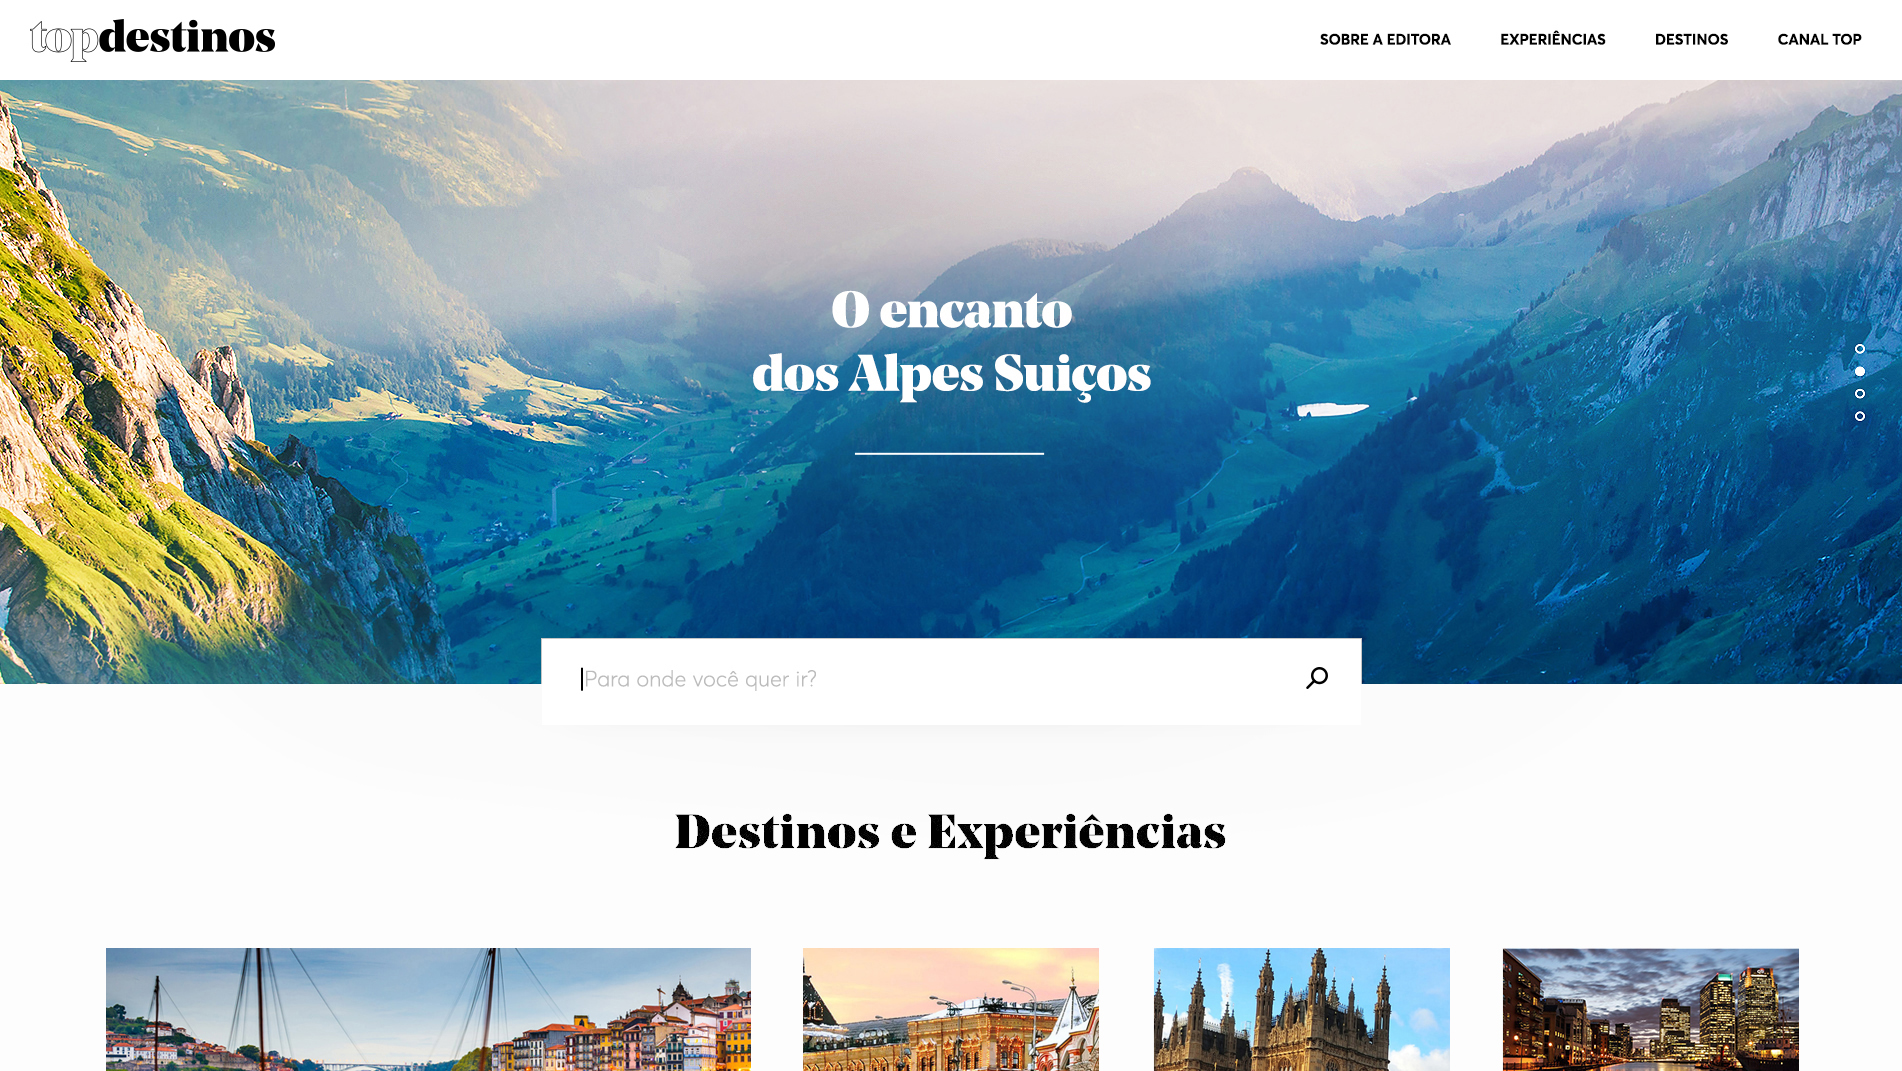 topdestinos
SOBRE A EDITORA
EXPERIÊNCIAS
DESTINOS
CANAL TOP
O encanto
dos Alpes Suiços
Para onde você quer ir?
Destinos e Experiências